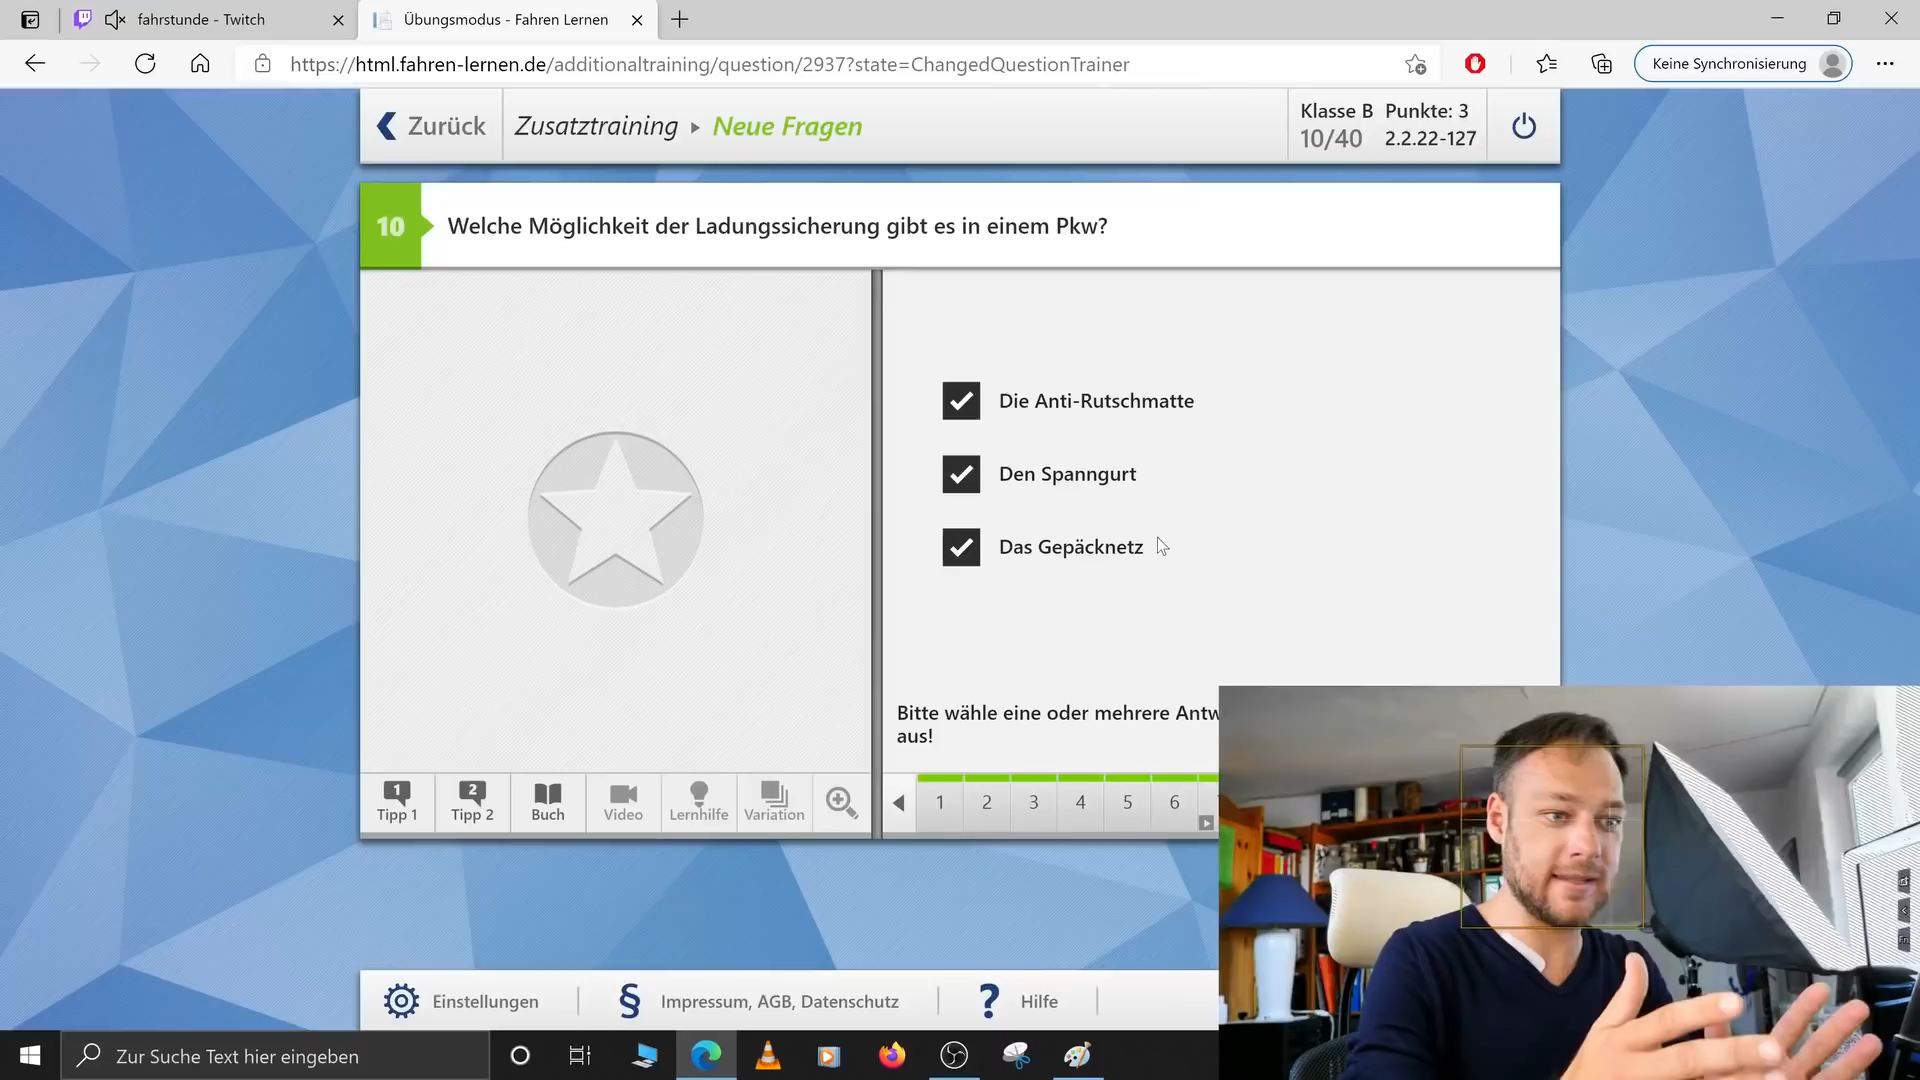 fahrstunde - Twitch
Übungsmodus - Fahren Lernen
https://html.fahren-lernen.de/additionaltraining/question/2937?state=ChangedQuestionTrainer
Keine Synchronisierung
Zurück
Zusatztraining ▸ Neue Fragen
Klasse B Punkte: 3
10/40 2.2.22-127
10 Welche Möglichkeit der Ladungssicherung gibt es in einem Pkw?
Die Anti-Rutschmatte
Den Spanngurt
Das Gepäcknetz
Bitte wähle eine oder mehrere Antw
aus!
1 Tipp 1
2 Tipp 2
Buch
Video
Lernhilfe
Variation
1 2 3 4 5 6
Einstellungen
§ Impressum, AGB, Datenschutz
? Hilfe
Zur Suche Text hier eingeben